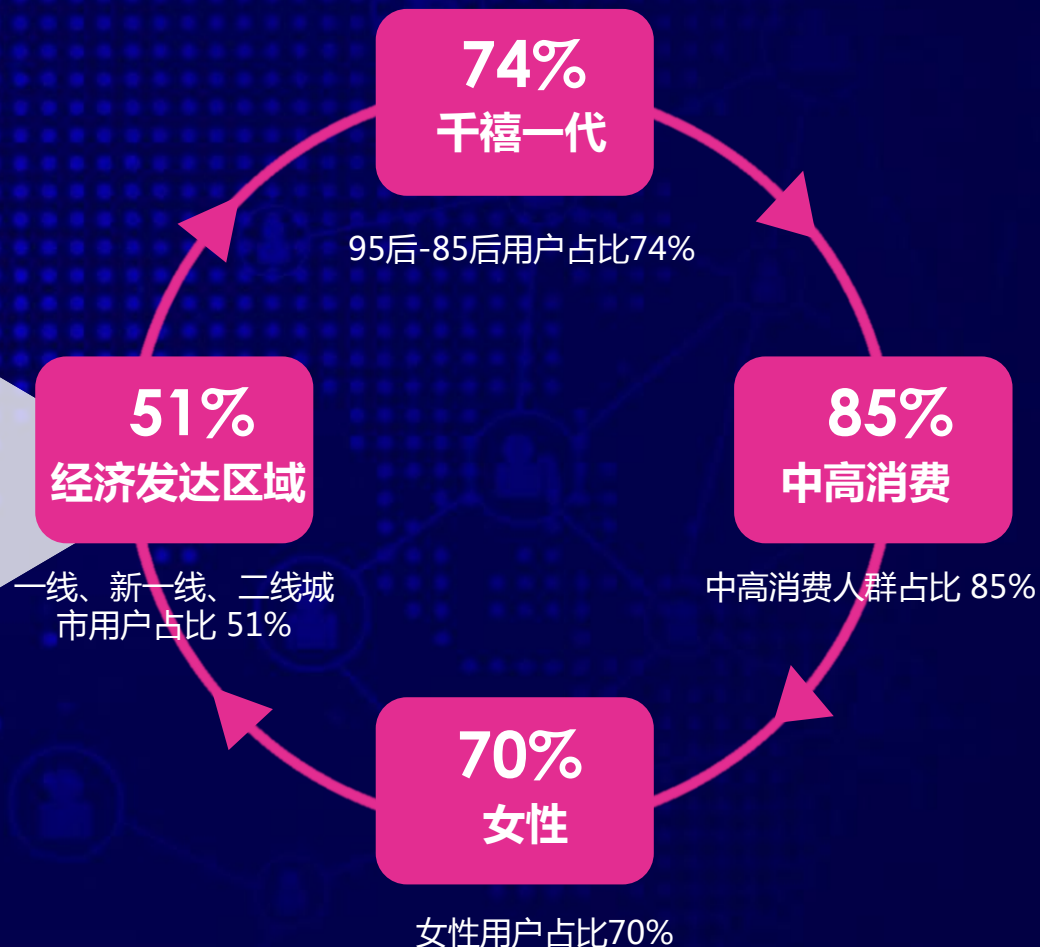 74%
千禧一代
95后-85后用户占比74%
51%
经济发达区域
一线、新一线、二线城
市用户占比 51%
85%
中高消费
中高消费人群占比 85%
70%
女性
女性用户占比70%